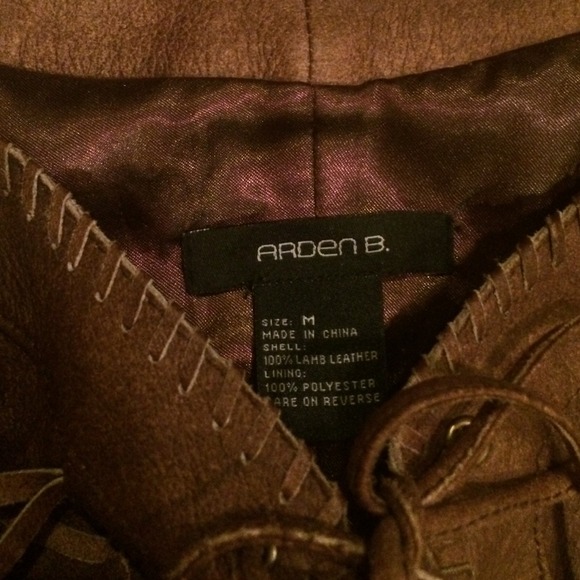 ARDEN B.
SIZE: M
MADE IN CHINA
SHELL:
100% LAMB LEATHER
LINING:
100% POLYESTER
CARE ON REVERSE